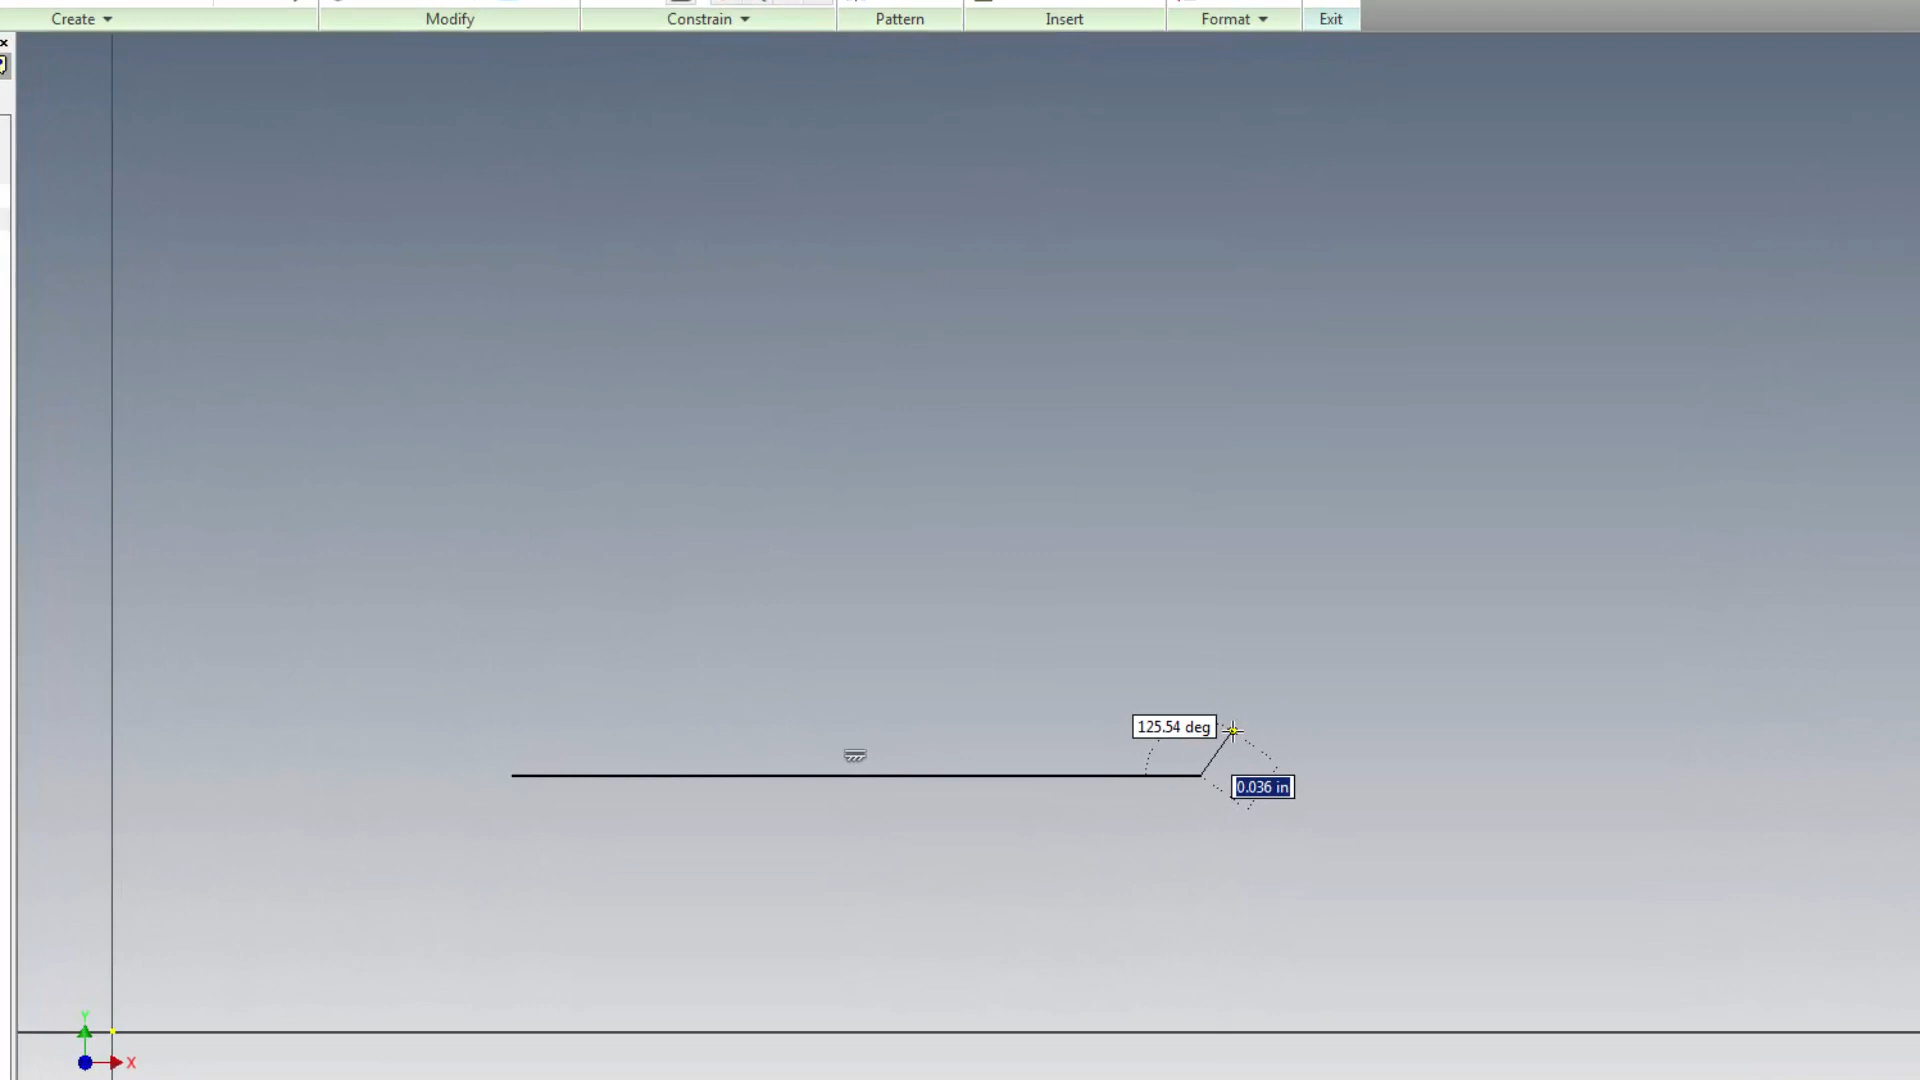 Create Modify Constrain Pattern Insert Format Exit
125.54 deg
0.036 in
Y
X